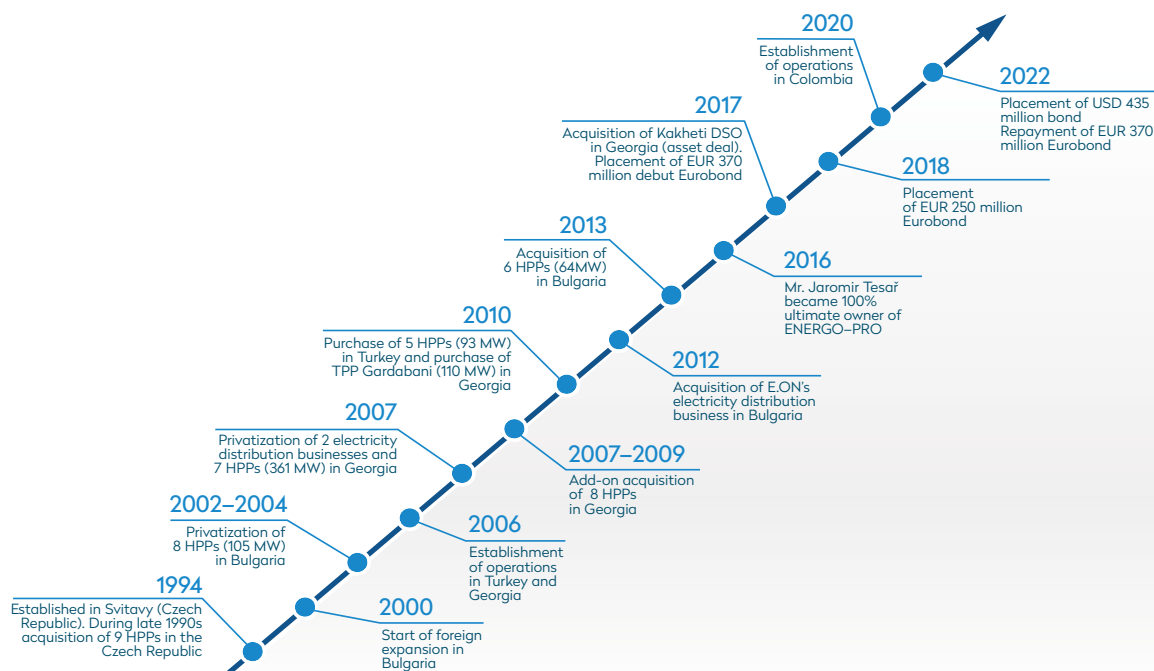 2020
Establishment
of operations
in Colombia
2022
Placement of USD 435
million bond
Repayment of EUR 370
million Eurobond
2017
Acquisition of Kakheti DSO
in Georgia (asset deal).
Placement of EUR 370
million debut Eurobond
2018
Placement
of EUR 250 million
Eurobond
2013
Acquisition of
6 HPPs (64MW)
in Bulgaria
2016
Mr. Jaromir Tesař
became 100%
ultimate owner of
ENERGO–PRO
2010
Purchase of 5 HPPs (93 MW)
in Turkey and purchase of
TPP Gardabani (110 MW) in
Georgia
2012
Acquisition of E.ON's
electricity distribution
business in Bulgaria
2007
Privatization of 2 electricity
distribution businesses and
7 HPPs (361 MW) in Georgia
2007–2009
Add-on acquisition
of 8 HPPs
in Georgia
2002–2004
Privatization of
8 HPPs (105 MW)
in Bulgaria
2006
Establishment
of operations
in Turkey and
Georgia
1994
Established in Svitavy (Czech
Republic). During late 1990s
acquisition of 9 HPPs in the
Czech Republic
2000
Start of foreign
expansion in
Bulgaria